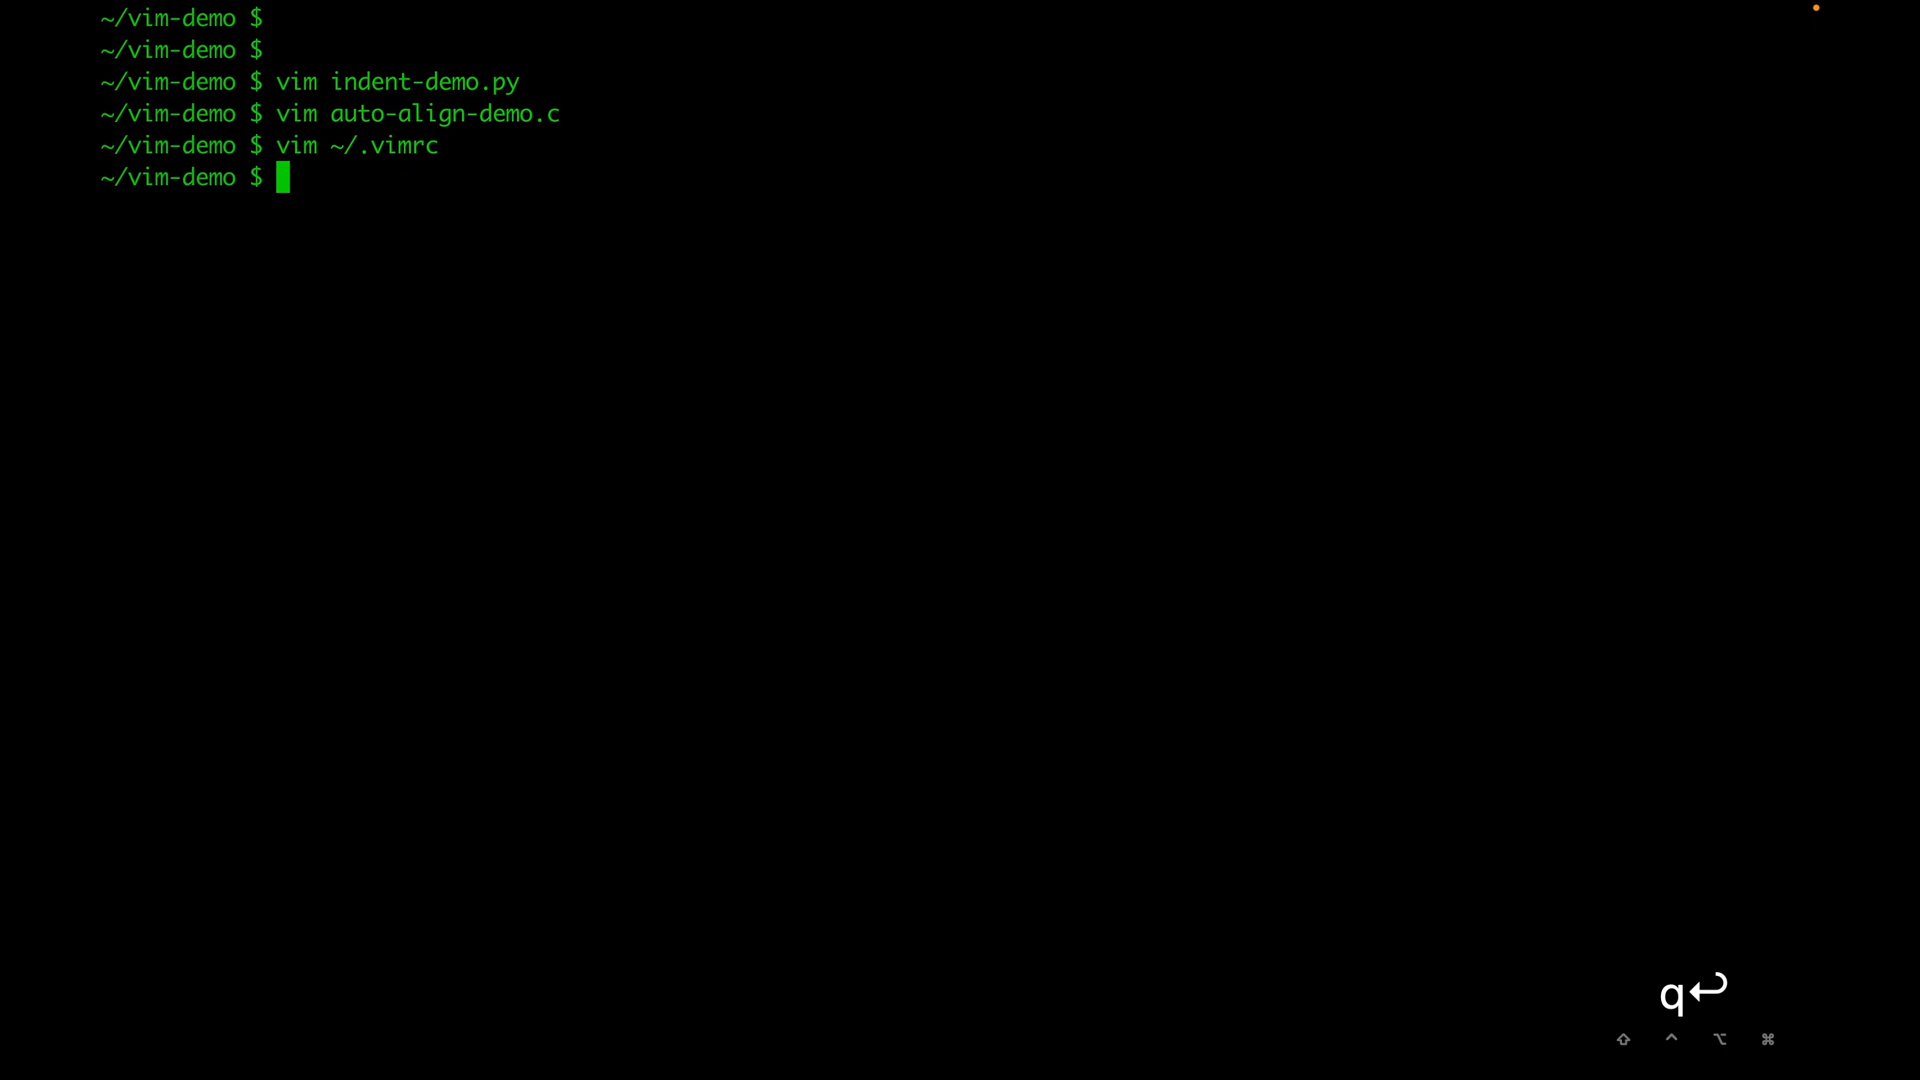 ~/vim-demo $
~/vim-demo $
~/vim-demo $ vim indent-demo.py
~/vim-demo $ vim auto-align-demo.c
~/vim-demo $ vim ~/.vimrc
~/vim-demo $
q↩
⇧ ^ ⌥ ⌘